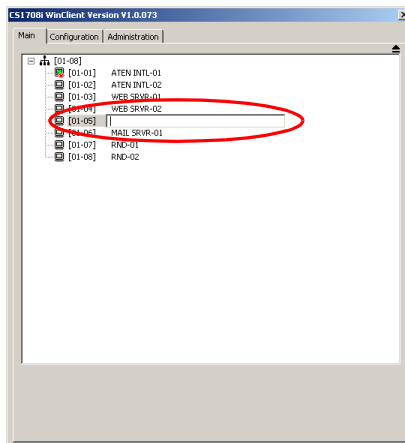 CS1708i WinClient Version V1.0.073
Main Configuration Administration
[01-08]
[01-01] ATEN INTL-01
[01-02] ATEN INTL-02
[01-03] WEB SRVR-01
[01-04] WEB SRVR-02
[01-05]
[01-06] MAIL SRVR-01
[01-07] RND-01
[01-08] RND-02